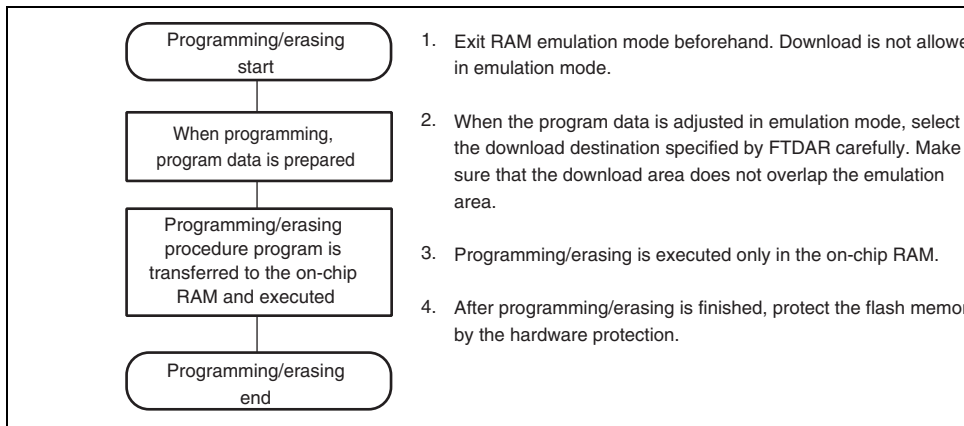 Programming/erasing
start
When programming,
program data is prepared
Programming/erasing
procedure program is
transferred to the on-chip
RAM and executed
Programming/erasing
end
1. Exit RAM emulation mode beforehand. Download is not allowe
in emulation mode.
2. When the program data is adjusted in emulation mode, select
the download destination specified by FTDAR carefully. Make
sure that the download area does not overlap the emulation
area.
3. Programming/erasing is executed only in the on-chip RAM.
4. After programming/erasing is finished, protect the flash memor
by the hardware protection.